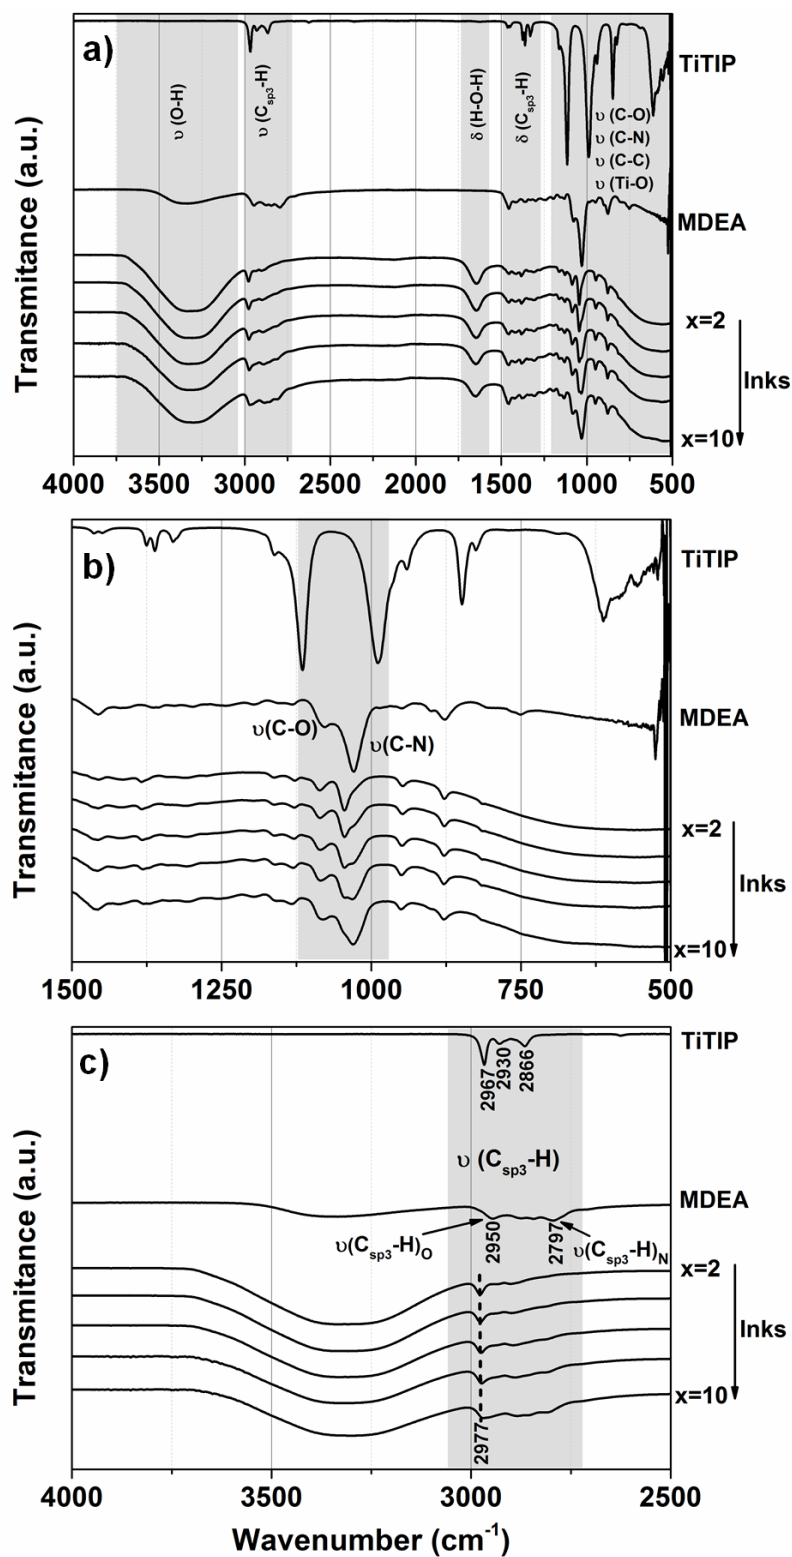 a)
TiTIP
υ (O-H)
υ (Csp3-H)
δ (H-O-H)
δ (Csp3-H)
υ (C-O)
υ (C-N)
υ (C-C)
υ (Ti-O)
MDEA
x=2
Inks
x=10
Transmitance (a.u.)
4000 3500 3000 2500 2000 1500 1000 500
b)
TiTIP
MDEA
υ(C-O)
υ(C-N)
x=2
Inks
x=10
Transmitance (a.u.)
1500 1250 1000 750 500
c)
TiTIP
2967
2930
2866
υ (Csp3-H)
MDEA
υ(Csp3-H)O
2950
2797
υ(Csp3-H)N
x=2
Inks
x=10
2977
Transmitance (a.u.)
4000 3500 3000 2500
Wavenumber (cm-1)